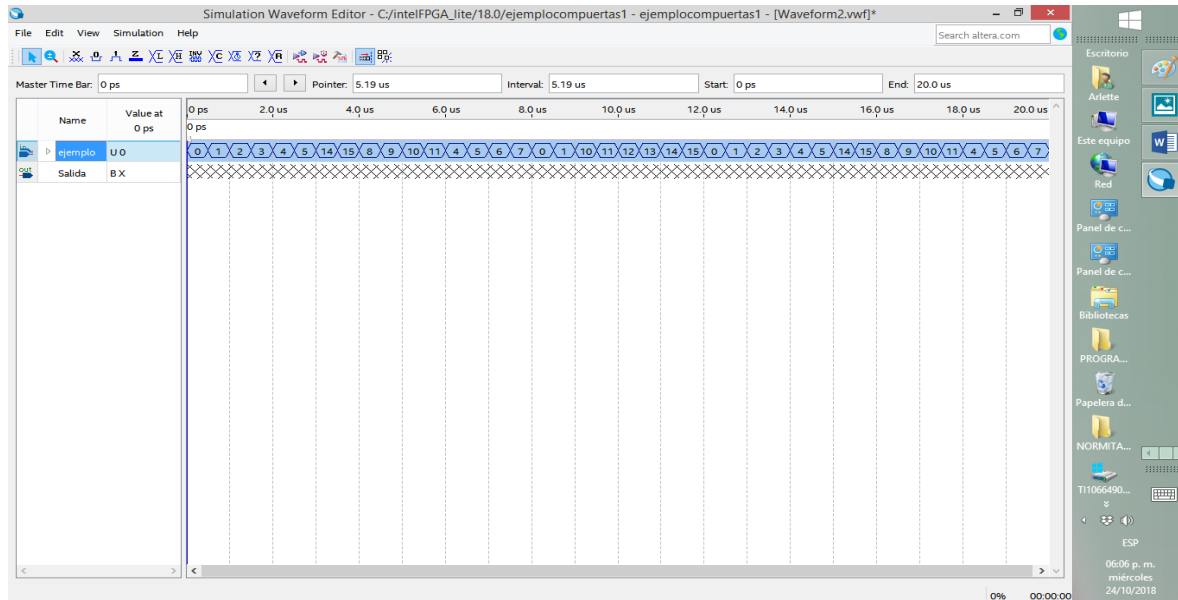 Simulation Waveform Editor - C:/intelFPGA_lite/18.0/ejemplocompuertas1 - ejemplocompuertas1 - [Waveform2.vwf]*
File Edit View Simulation Help
Search altera.com
Master Time Bar: 0 ps Pointer: 5.19 us Interval: 5.19 us Start: 0 ps End: 20.0 us
Name Value at 0 ps
0 ps 2.0 us 4.0 us 6.0 us 8.0 us 10.0 us 12.0 us 14.0 us 16.0 us 18.0 us 20.0 us
0 ps
ejemplo U 0 0 1 2 3 4 5 14 15 8 9 10 11 4 5 6 7 0 1 10 11 12 13 14 15 0 1 2 3 4 5 14 15 8 9 10 11 4 5 6 7
out Salida B X
0% 00:00:00
Escritorio
Arlette
Este equipo
Red
Panel de c...
Panel de c...
Bibliotecas
PROGRA...
Papelera d...
NORMITA...
TI1066490...
ESP
06:06 p. m.
miércoles
24/10/2018